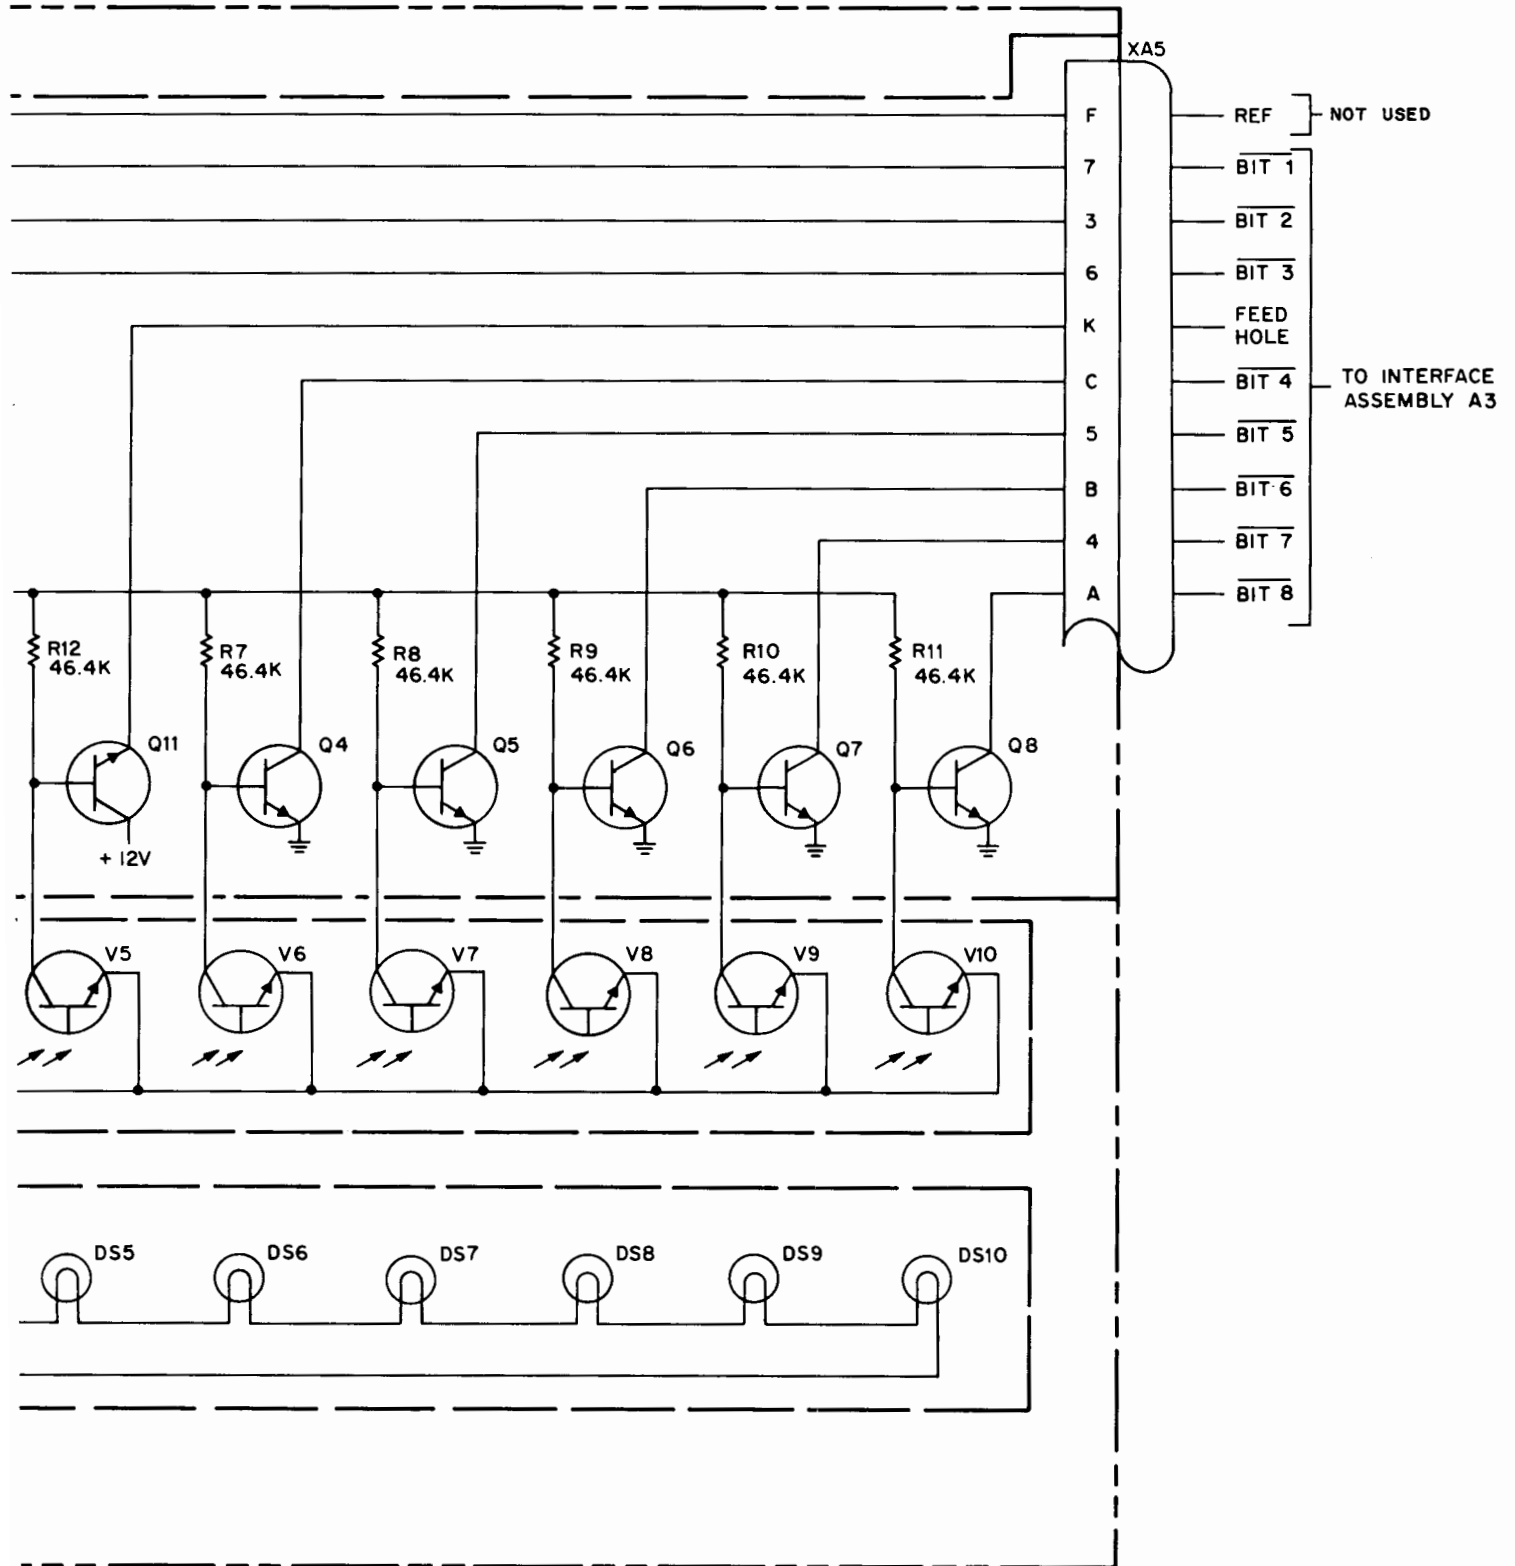 XA5
F REF NOT USED
7 BIT 1
3 BIT 2
6 BIT 3
K FEED
HOLE
C BIT 4
TO INTERFACE
ASSEMBLY A3
5 BIT 5
B BIT 6
4 BIT 7
A BIT 8
R12
46.4K
R7
46.4K
R8
46.4K
R9
46.4K
R10
46.4K
R11
46.4K
Q11 Q4 Q5 Q6 Q7 Q8
+ 12V
V5 V6 V7 V8 V9 V10
DS5 DS6 DS7 DS8 DS9 DS10